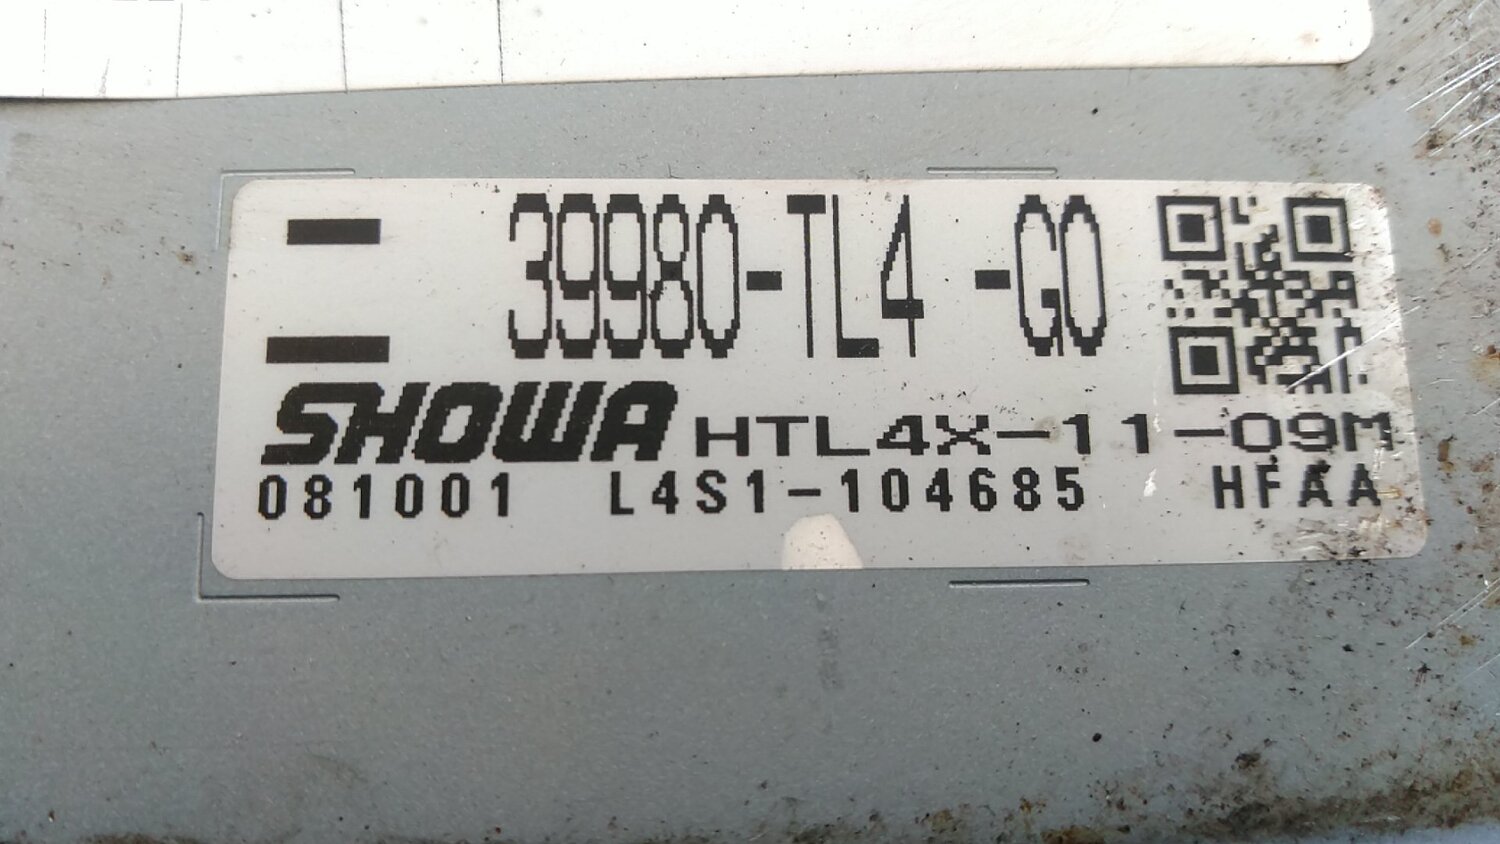 39980-TL4 -G0
SHOWA HTL4X-11-09M
081001 L4S1-104685 HFAA